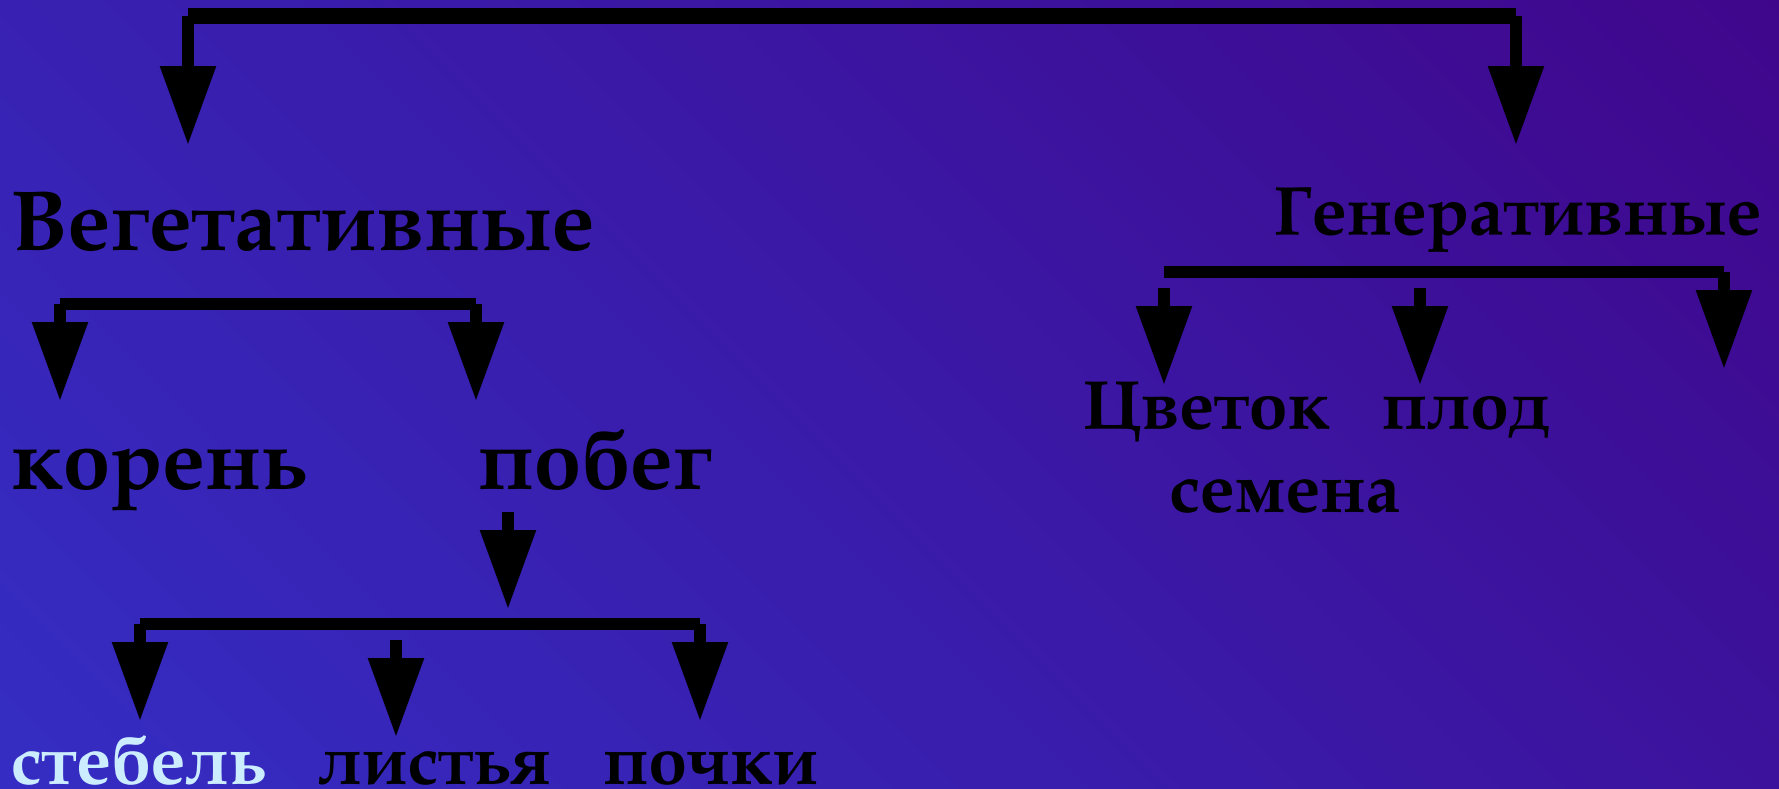 Вегетативные
Генеративные
корень побег
Цветок плод
семена
стебель листья почки